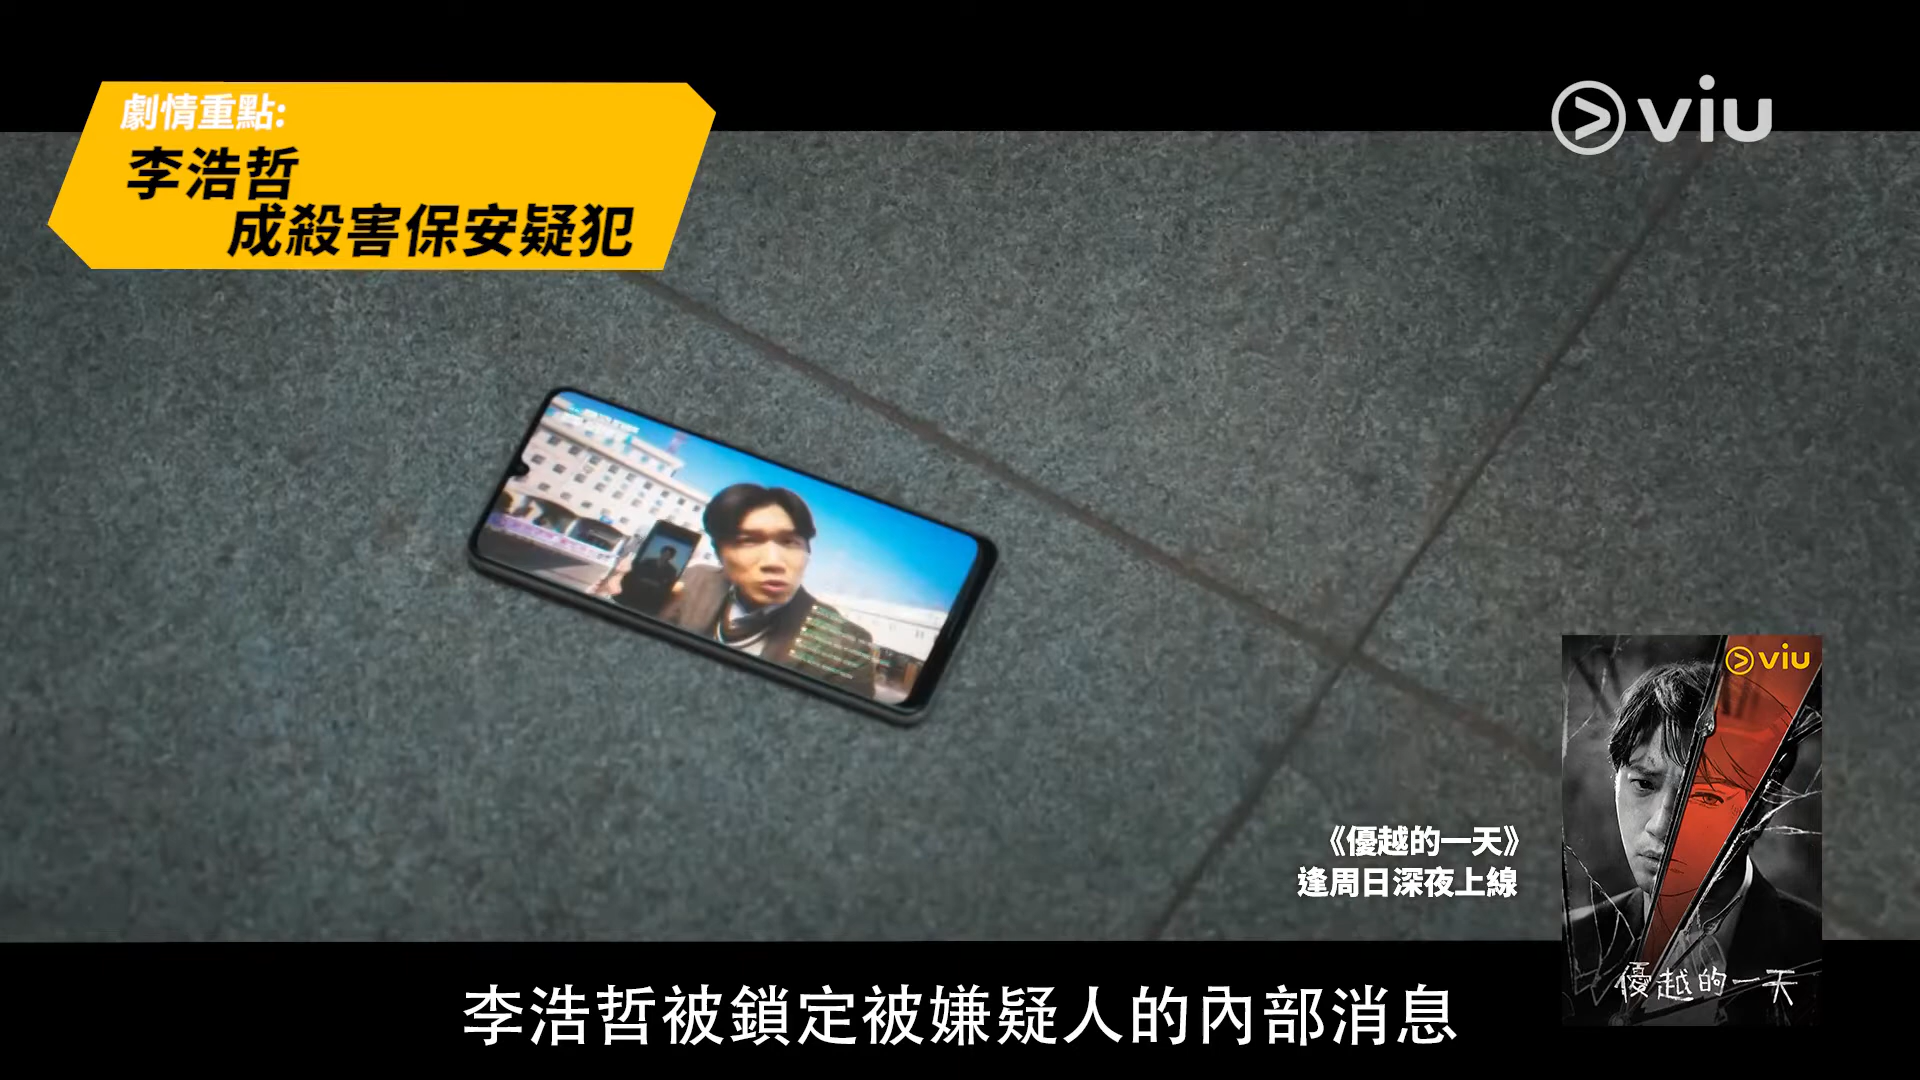 劇情重點:
李浩哲
成殺害保安疑犯
viu
viu
《優越的一天》
逢周日深夜上線
優越的一天
李浩哲被鎖定被嫌疑人的內部消息